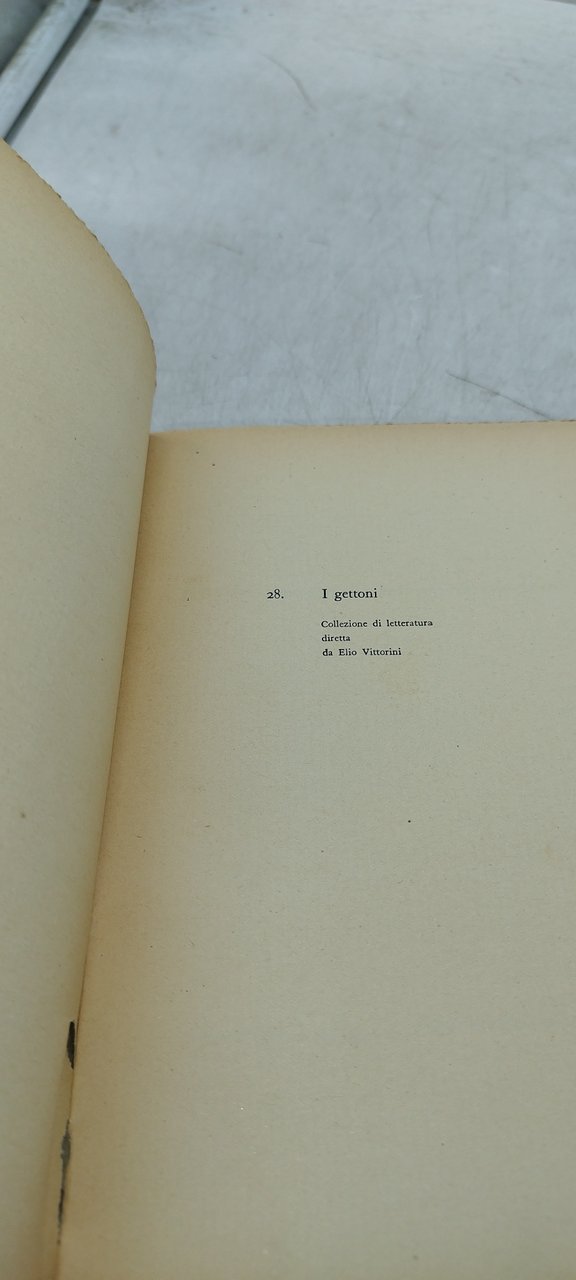 28. I gettoni
Collezione di letteratura
diretta
da Elio Vittorini